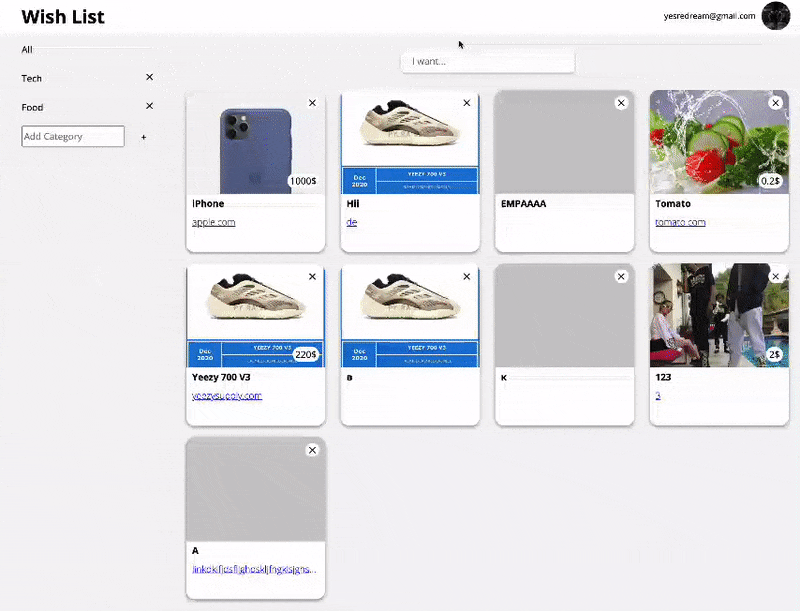 Wish List
yesredream@gmail.com
All
Tech
Food
Add Category
+
I want...
1000$
iPhone
apple.com
Dec
2020
YEEZY 700 V3
Hii
de
EMPAAAA
0.2$
Tomato
tomato.com
Dec
2020
YEEZY 700 V3
220$
Yeezy 700 V3
yeezysupply.com
Dec
2020
YEEZY 700 V3
B
K
2$
123
3
A